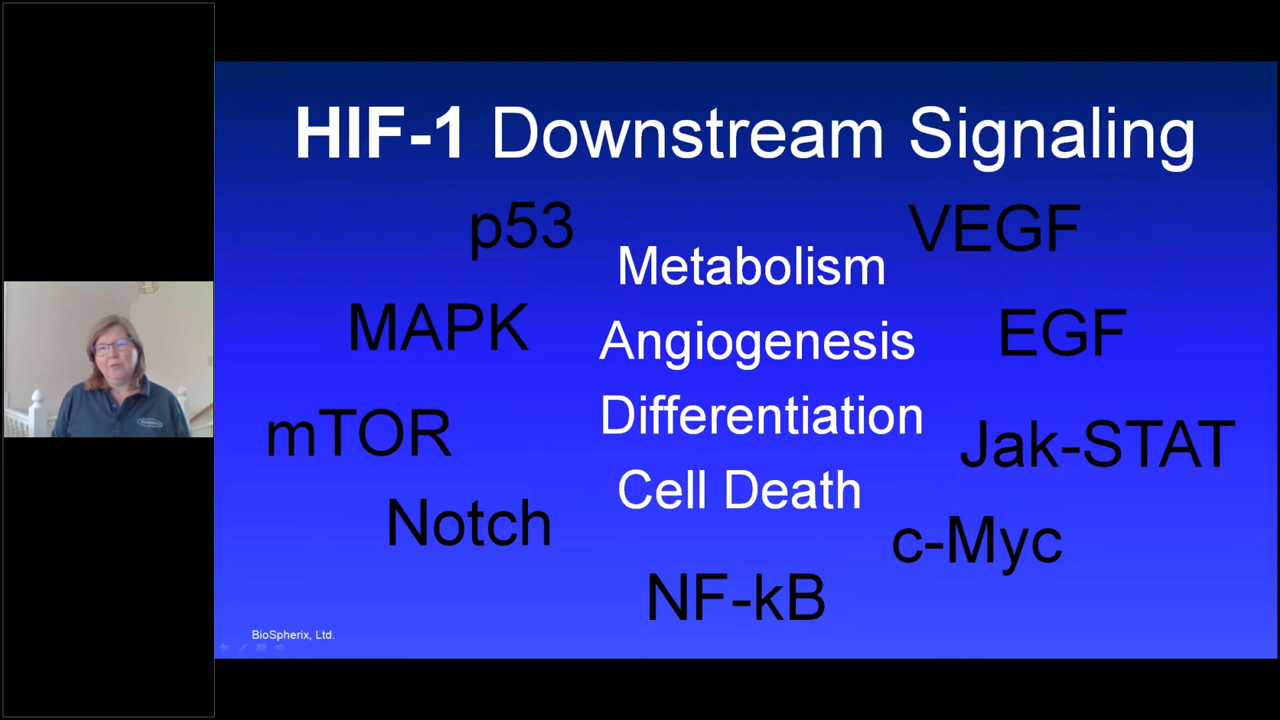 HIF-1 Downstream Signaling
p53
VEGF
Metabolism
MAPK
Angiogenesis
EGF
mTOR
Differentiation
Jak-STAT
Cell Death
Notch
c-Myc
NF-kB
BioSpherix, Ltd.